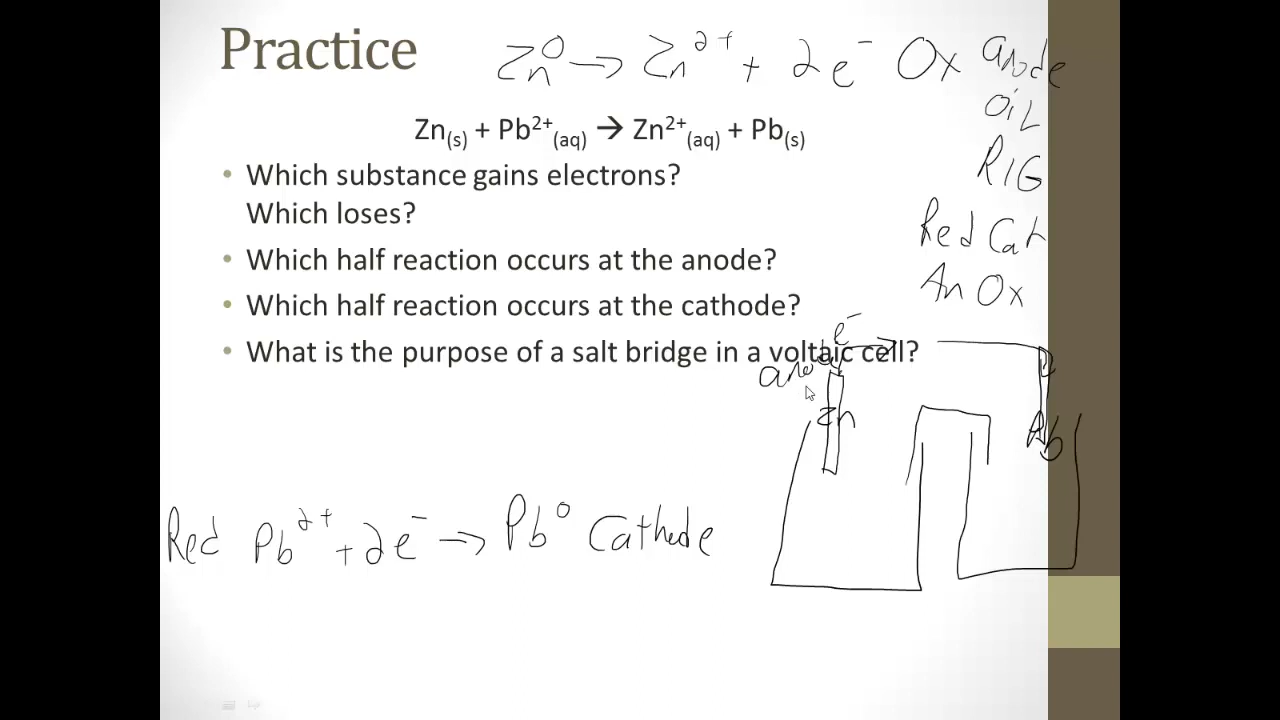 Practice
Zn⁰ → Zn²⁺ + 2e⁻ Ox anode
OiL
RIG
Red Cat
An Ox
Zn(s) + Pb²⁺(aq) → Zn²⁺(aq) + Pb(s)
• Which substance gains electrons?
Which loses?
• Which half reaction occurs at the anode?
• Which half reaction occurs at the cathode?
• What is the purpose of a salt bridge in a voltaic cell?
e⁻
anode
Zn
Pb
Red Pb²⁺ + 2e⁻ → Pb⁰ Cathode